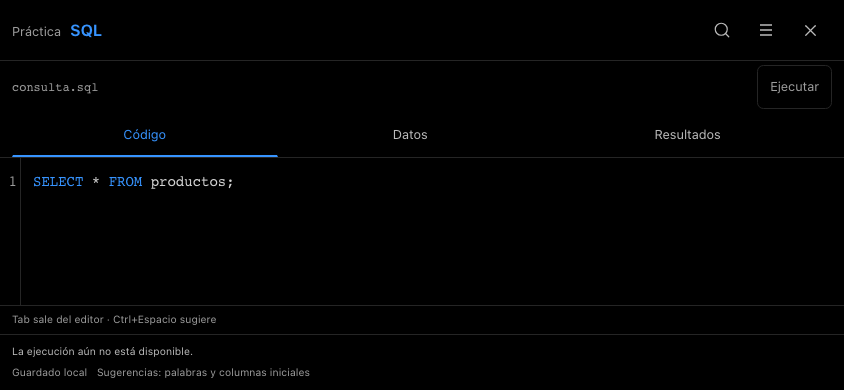 Práctica SQL
consulta.sql
Ejecutar
Código Datos Resultados
1 SELECT * FROM productos;
Tab sale del editor · Ctrl+Espacio sugiere
La ejecución aún no está disponible.
Guardado local Sugerencias: palabras y columnas iniciales